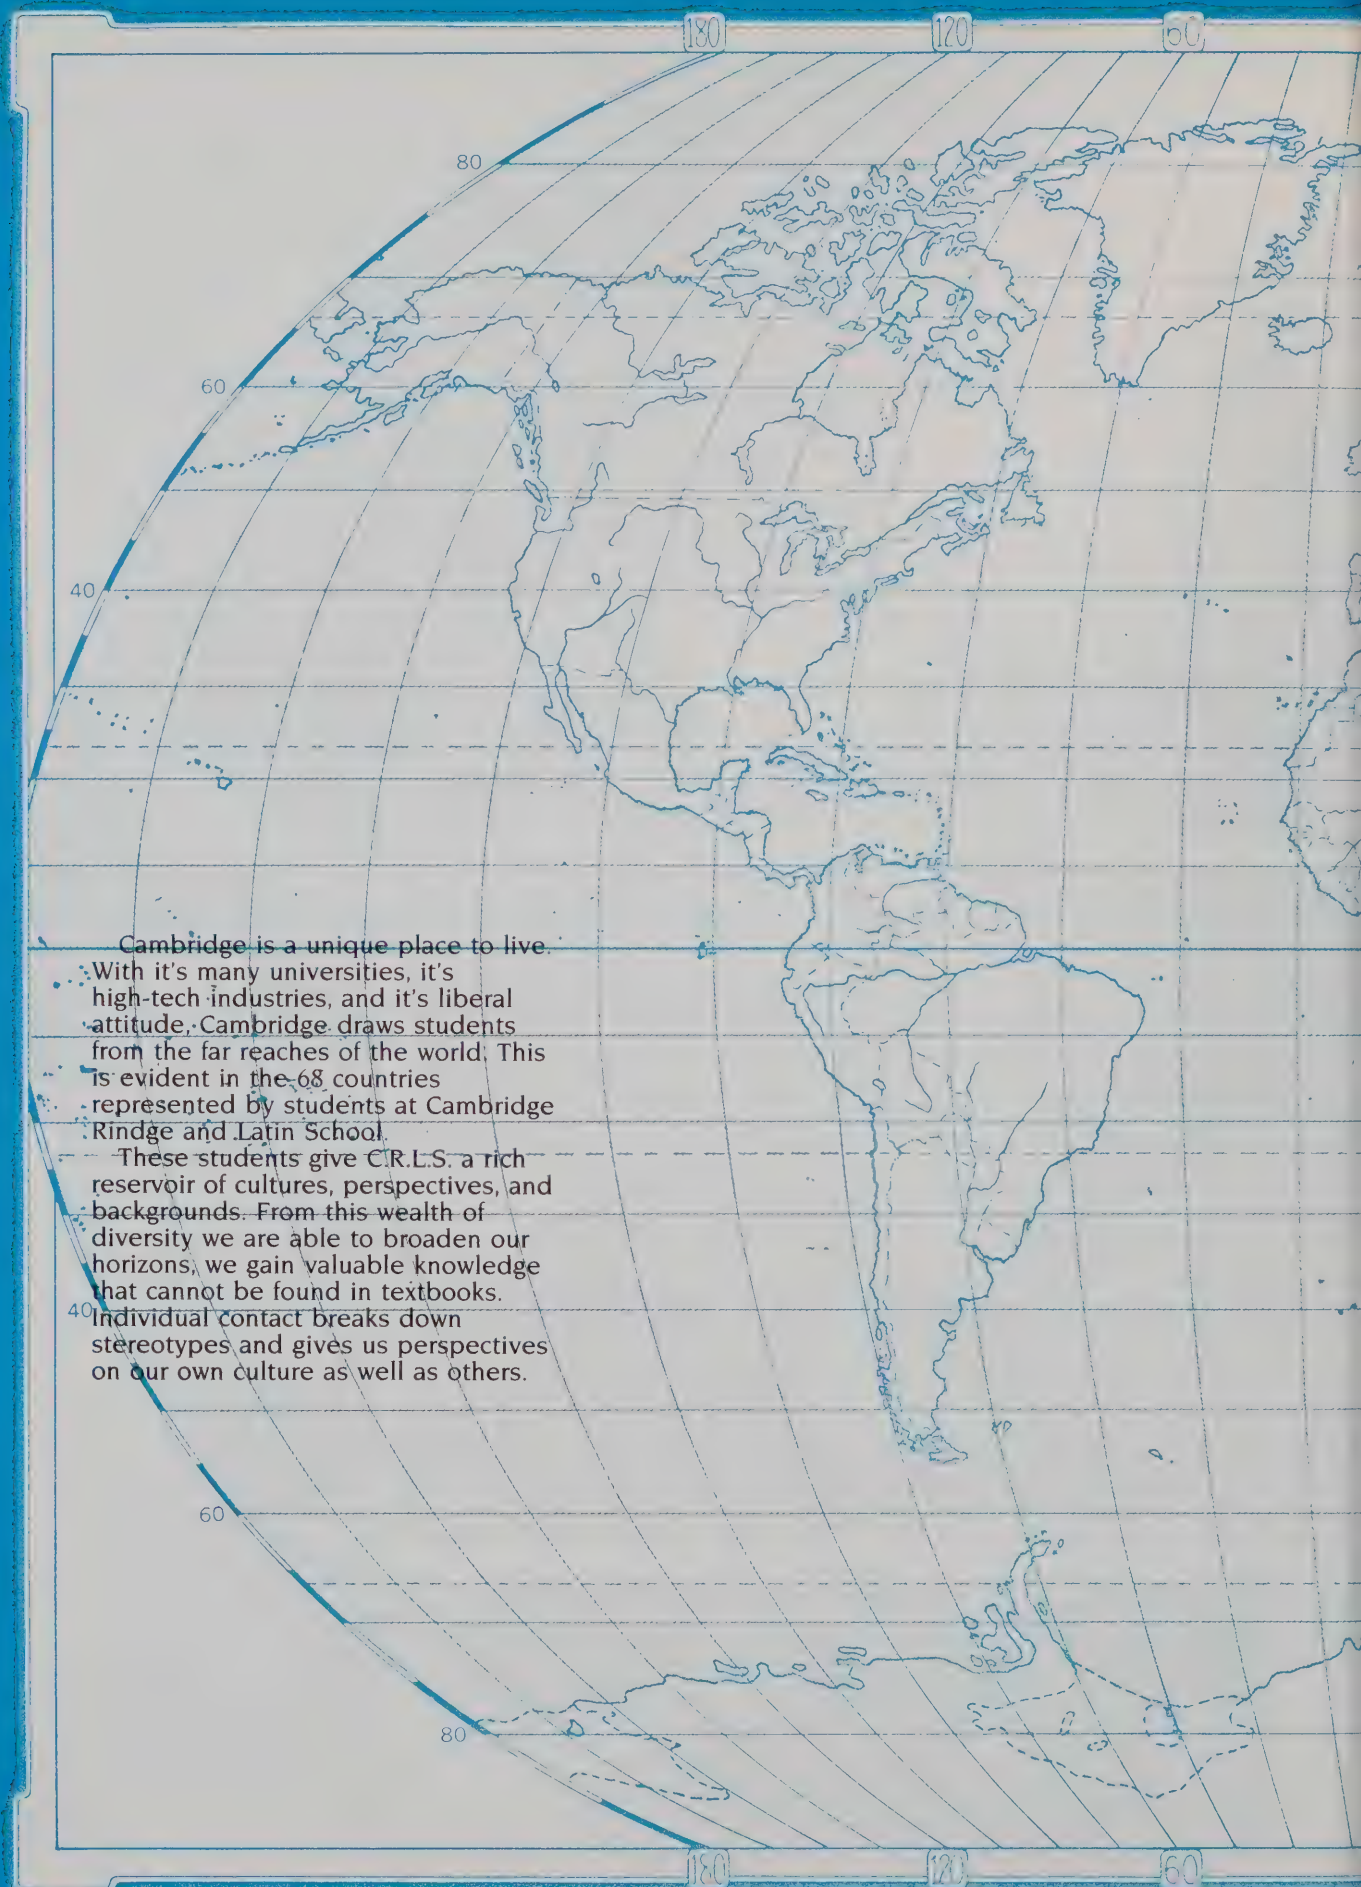 180 120 60
80
60
40
Cambridge is a unique place to live.
With it's many universities, it's
high-tech industries, and it's liberal
attitude, Cambridge draws students
from the far reaches of the world. This
is evident in the 68 countries
represented by students at Cambridge
Rindge and Latin School.
These students give C.R.L.S. a rich
reservoir of cultures, perspectives, and
backgrounds. From this wealth of
diversity we are able to broaden our
horizons, we gain valuable knowledge
that cannot be found in textbooks.
Individual contact breaks down
stereotypes and gives us perspectives
on our own culture as well as others.
40
60
80
180 120 60